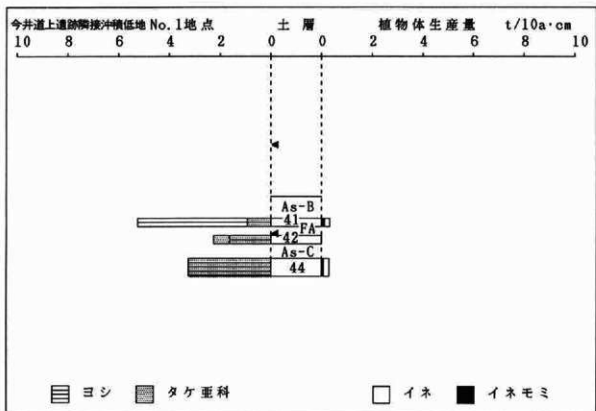 今井道上遺跡隣接沖積低地 No.1地点 土層 植物体生産量 t/10a・cm
10 8 6 4 2 0 0 2 4 6 8 10
As-B
41
FA
42
As-C
44
ヨシ タケ亜科 イネ イネモミ